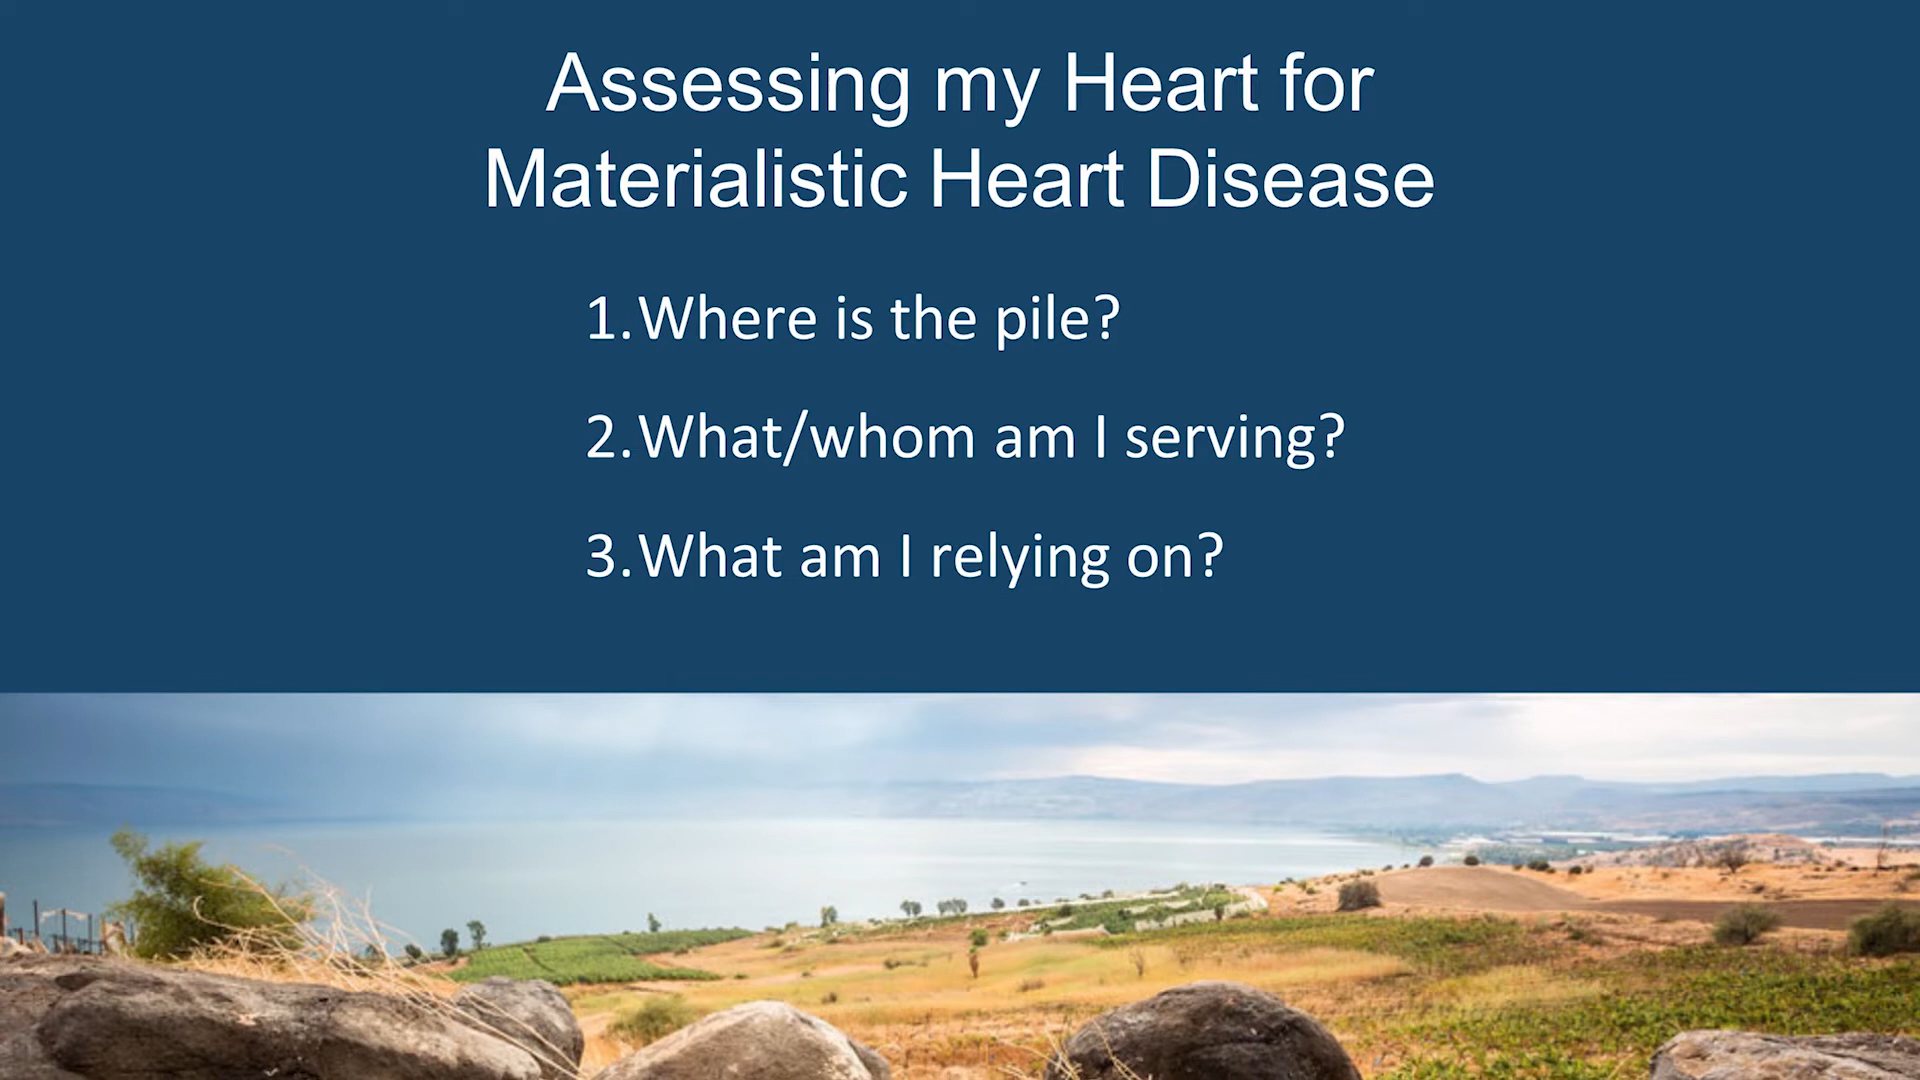 Assessing my Heart for
Materialistic Heart Disease
1. Where is the pile?
2. What/whom am I serving?
3. What am I relying on?